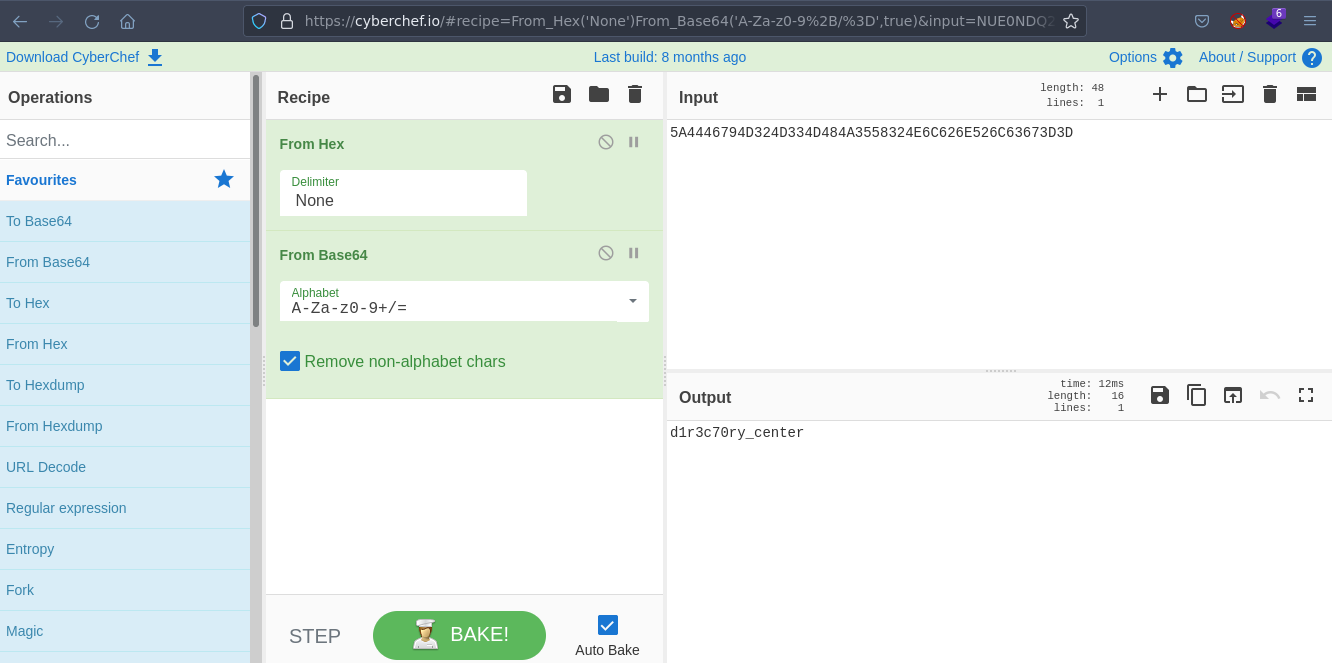 https://cyberchef.io/#recipe=From_Hex('None')From_Base64('A-Za-z0-9%2B/%3D',true)&input=NUE0NDQ2
6
Download CyberChef
Last build: 8 months ago
Options
About / Support
Operations
Search...
Favourites
To Base64
From Base64
To Hex
From Hex
To Hexdump
From Hexdump
URL Decode
Regular expression
Entropy
Fork
Magic
Recipe
From Hex
Delimiter
None
From Base64
Alphabet
A-Za-z0-9+/=
Remove non-alphabet chars
STEP
BAKE!
Auto Bake
Input
length: 48
lines: 1
5A4446794D324D334D484A3558324E6C626E526C63673D3D
Output
time: 12ms
length: 16
lines: 1
d1r3c70ry_center